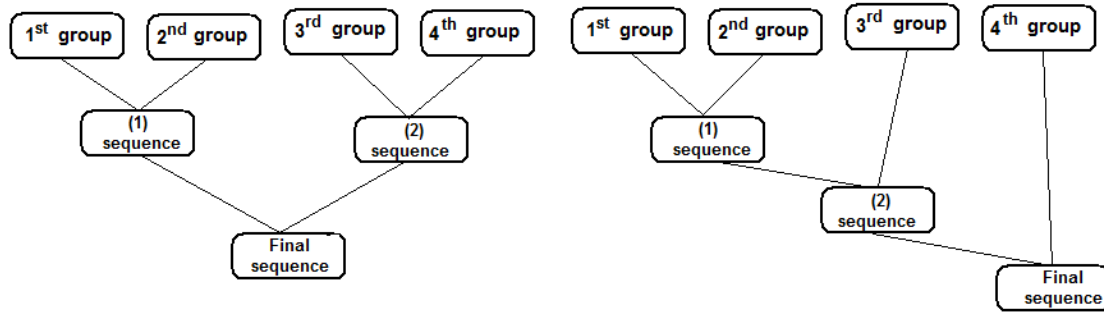 1st group
2nd group
3rd group
4th group
(1)
sequence
(2)
sequence
Final
sequence
1st group
2nd group
3rd group
4th group
(1)
sequence
(2)
sequence
Final
sequence